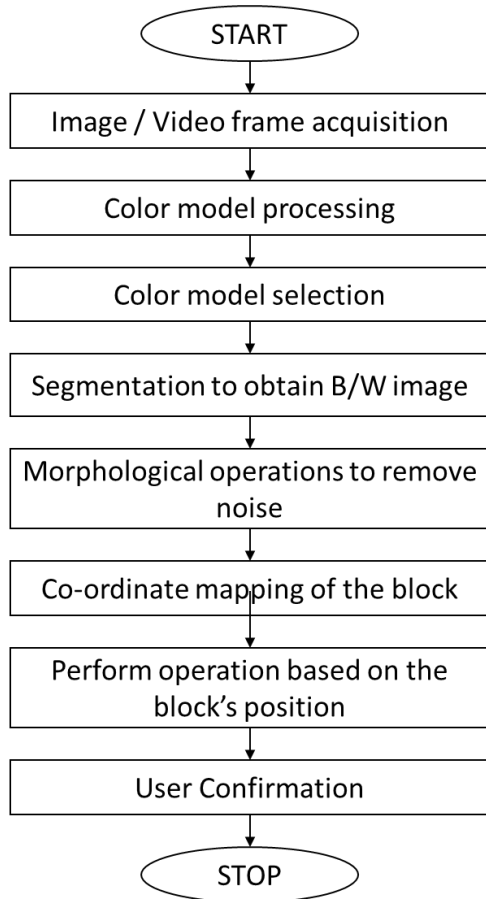 START
Image / Video frame acquisition
Color model processing
Color model selection
Segmentation to obtain B/W image
Morphological operations to remove
noise
Co-ordinate mapping of the block
Perform operation based on the
block’s position
User Confirmation
STOP